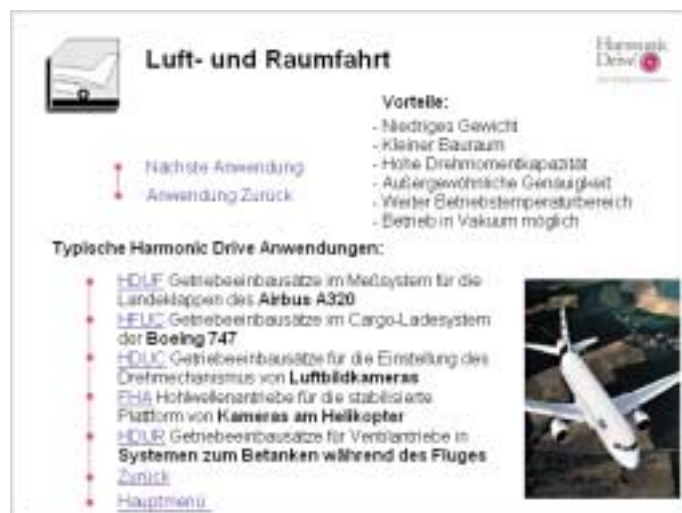 Luft- und Raumfahrt
Harmonic
Drive
Vorteile:
- Niedriges Gewicht
- Kleiner Bauraum
- Hohe Drehmomentkapazität
- Außergewöhnliche Genauigkeit
- Weiter Betriebstemperaturbereich
- Betrieb in Vakuum möglich
Nächste Anwendung
Anwendung Zurück
Typische Harmonic Drive Anwendungen:
HDUF Getriebeeinbausätze im Meßsystem für die
Landeklappen des Airbus A320
HFUC Getriebeeinbausätze im Cargo-Ladesystem
der Boeing 747
HDUC Getriebeeinbausätze für die Einstellung des
Drehmechanismus von Luftbildkameras
FHA Hohlwellenantriebe für die stabilisierte
Plattform von Kameras am Helikopter
HDUR Getriebeeinbausätze für Ventilantriebe in
Systemen zum Betanken während des Fluges
Zurück
Hauptmenü